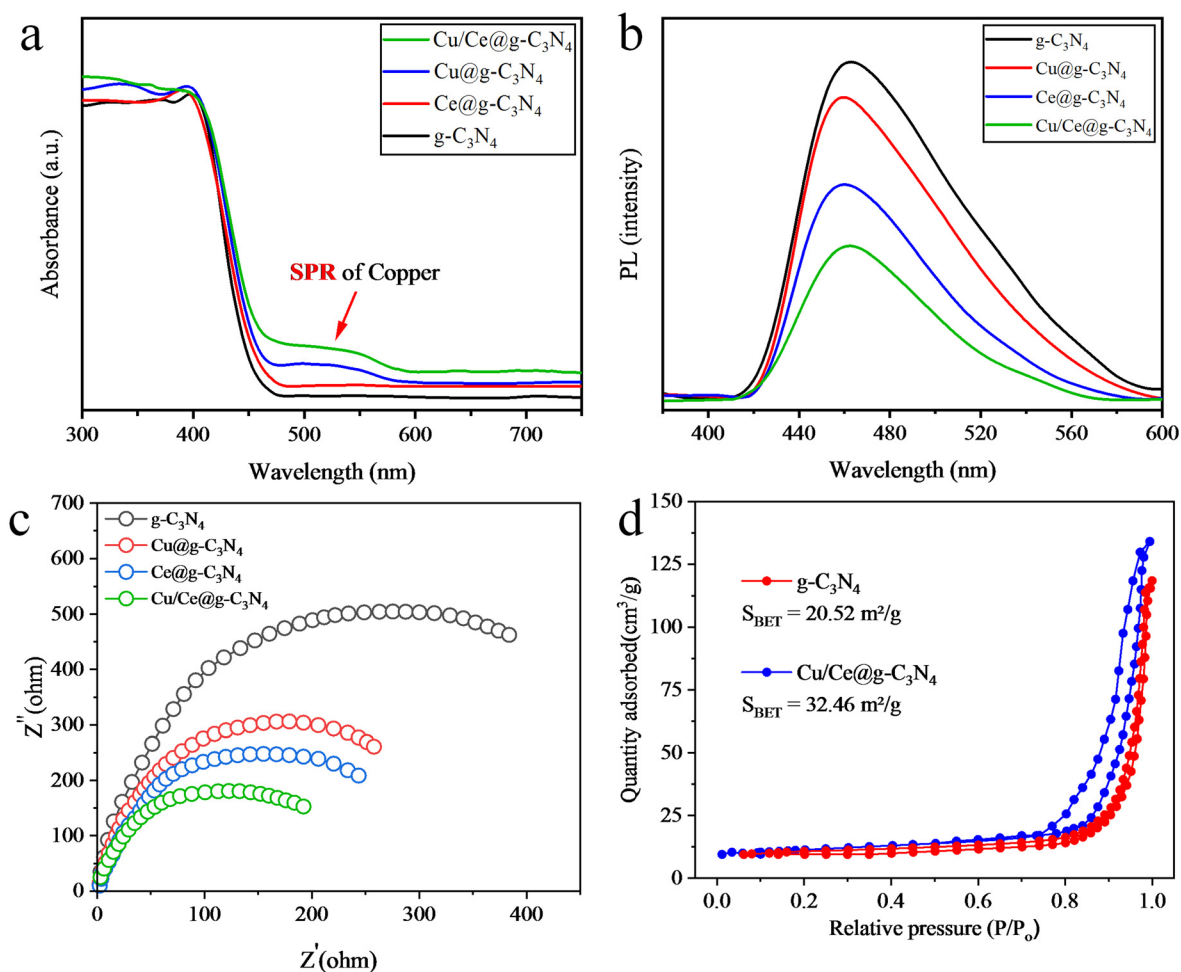 a
Cu/Ce@g-C₃N₄
Cu@g-C₃N₄
Ce@g-C₃N₄
g-C₃N₄
SPR of Copper
Absorbance (a.u.)
300 400 500 600 700
Wavelength (nm)
b
g-C₃N₄
Cu@g-C₃N₄
Ce@g-C₃N₄
Cu/Ce@g-C₃N₄
PL (intensity)
400 440 480 520 560 600
Wavelength (nm)
c
g-C₃N₄
Cu@g-C₃N₄
Ce@g-C₃N₄
Cu/Ce@g-C₃N₄
Z''(ohm)
700
600
500
400
300
200
100
0
0 100 200 300 400
Z'(ohm)
d
g-C₃N₄
S_BET = 20.52 m²/g
Cu/Ce@g-C₃N₄
S_BET = 32.46 m²/g
Quantity adsorbed(cm³/g)
150
125
100
75
50
25
0
0.0 0.2 0.4 0.6 0.8 1.0
Relative pressure (P/Pₒ)